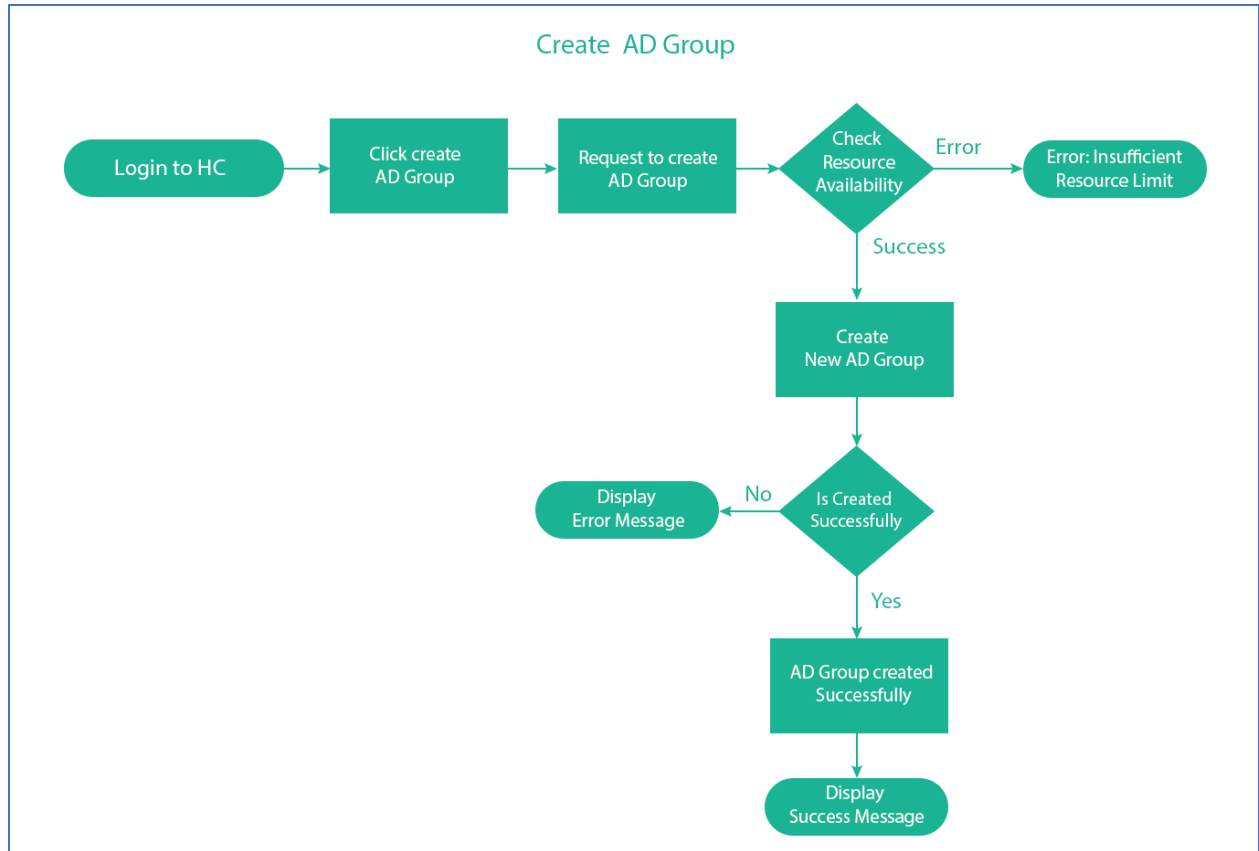 Create AD Group
Login to HC
Click create
AD Group
Request to create
AD Group
Check
Resource
Availability
Error
Error: Insufficient
Resource Limit
Success
Create
New AD Group
Display
Error Message
No
Is Created
Successfully
Yes
AD Group created
Successfully
Display
Success Message